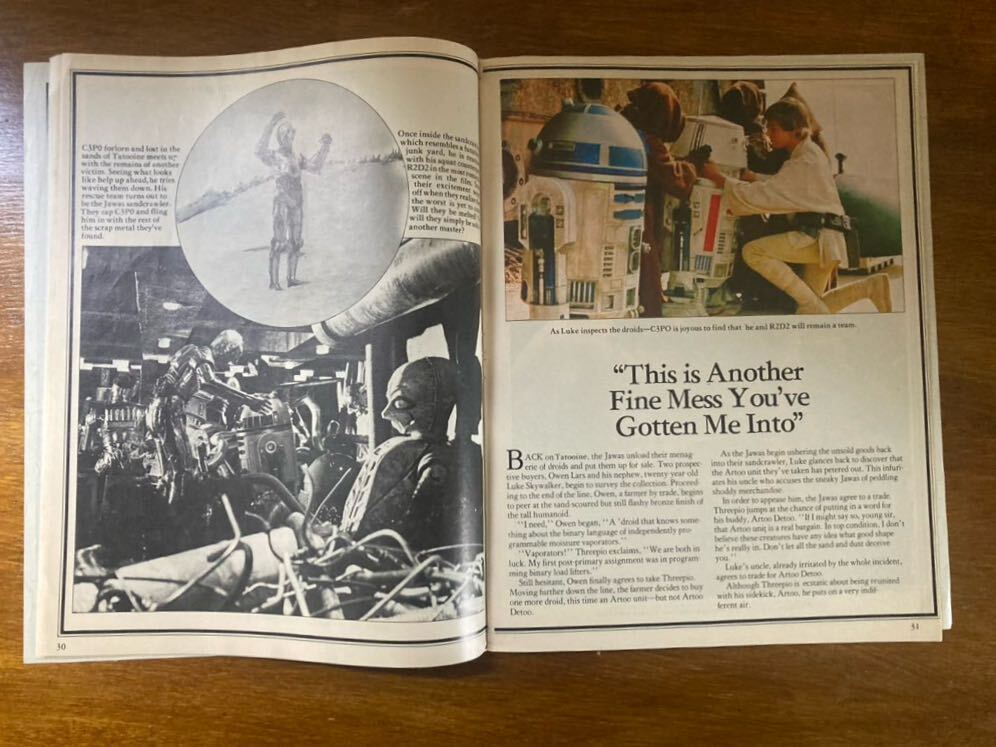 C3PO forlorn and lost in the
sands of Tatooine meets up
with the remains of another
victim. Seeing what looks
like help up ahead, he tries
waving them down. His
rescue team turns out to
be the Jawas sandcrawler.
They zap C3PO and fling
him in with the rest of
the scrap metal they've
found.
Once inside the
which resembles a
junk yard, he is
with his squat
R2D2 in the most
scene in the film.
their excitement
off when they realize
the worst is yet to
Will they be melted
will they simply be
another master?
30
As Luke inspects the droids—C3PO is joyous to find that he and R2D2 will remain a team.
“This is Another
Fine Mess You've
Gotten Me Into”
BACK on Tatooine, the Jawas unload their menag-
erie of droids and put them up for sale. Two prospec-
tive buyers, Owen Lars and his nephew, twenty-year old
Luke Skywalker, begin to survey the collection. Proceed-
ing to the end of the line, Owen, a farmer by trade, begins
to peer at the sand-scoured but still flashy bronze finish of
the tall humanoid.
“I need,” Owen began, “A 'droid that knows some-
thing about the binary language of independently pro-
grammable moisture vaporators.”
“Vaporators!” Threepio exclaims, “We are both in
luck. My first post-primary assignment was in program-
ming binary load lifters.”
Still hesitant, Owen finally agrees to take Threepio.
Moving further down the line, the farmer decides to buy
one more droid, this time an Artoo unit—but not Artoo
Detoo.
As the Jawas begin ushering the unsold goods back
into their sandcrawler, Luke glances back to discover that
the Artoo unit they've taken has petered out. This infuri-
ates his uncle who accuses the sneaky Jawas of peddling
shoddy merchandise.
In order to appease him, the Jawas agree to a trade.
Threepio jumps at the chance of putting in a word for
his buddy, Artoo Detoo. “If I might say so, young sir,
that Artoo unit is a real bargain. In top condition, I don't
believe these creatures have any idea what good shape
he's really in. Don't let all the sand and dust deceive
you.”
Luke's uncle, already irritated by the whole incident,
agrees to trade for Artoo Detoo.
Although Threepio is ecstatic about being reunited
with his sidekick, Artoo, he puts on a very indif-
ferent air.
31